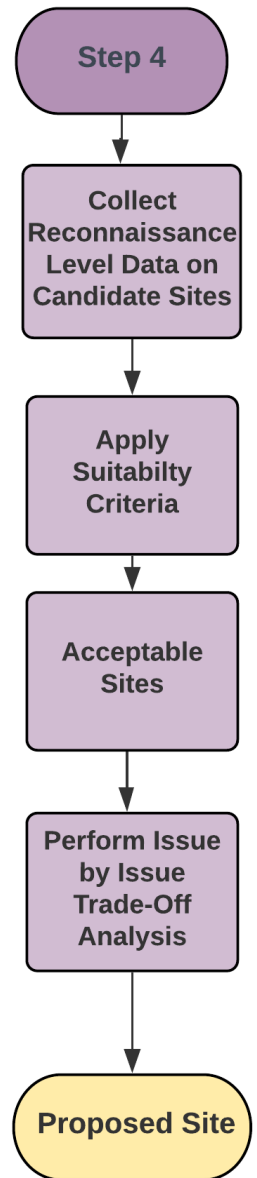 Step 4
Collect
Reconnaissance
Level Data on
Candidate Sites
Apply
Suitabilty
Criteria
Acceptable
Sites
Perform Issue
by Issue
Trade-Off
Analysis
Proposed Site